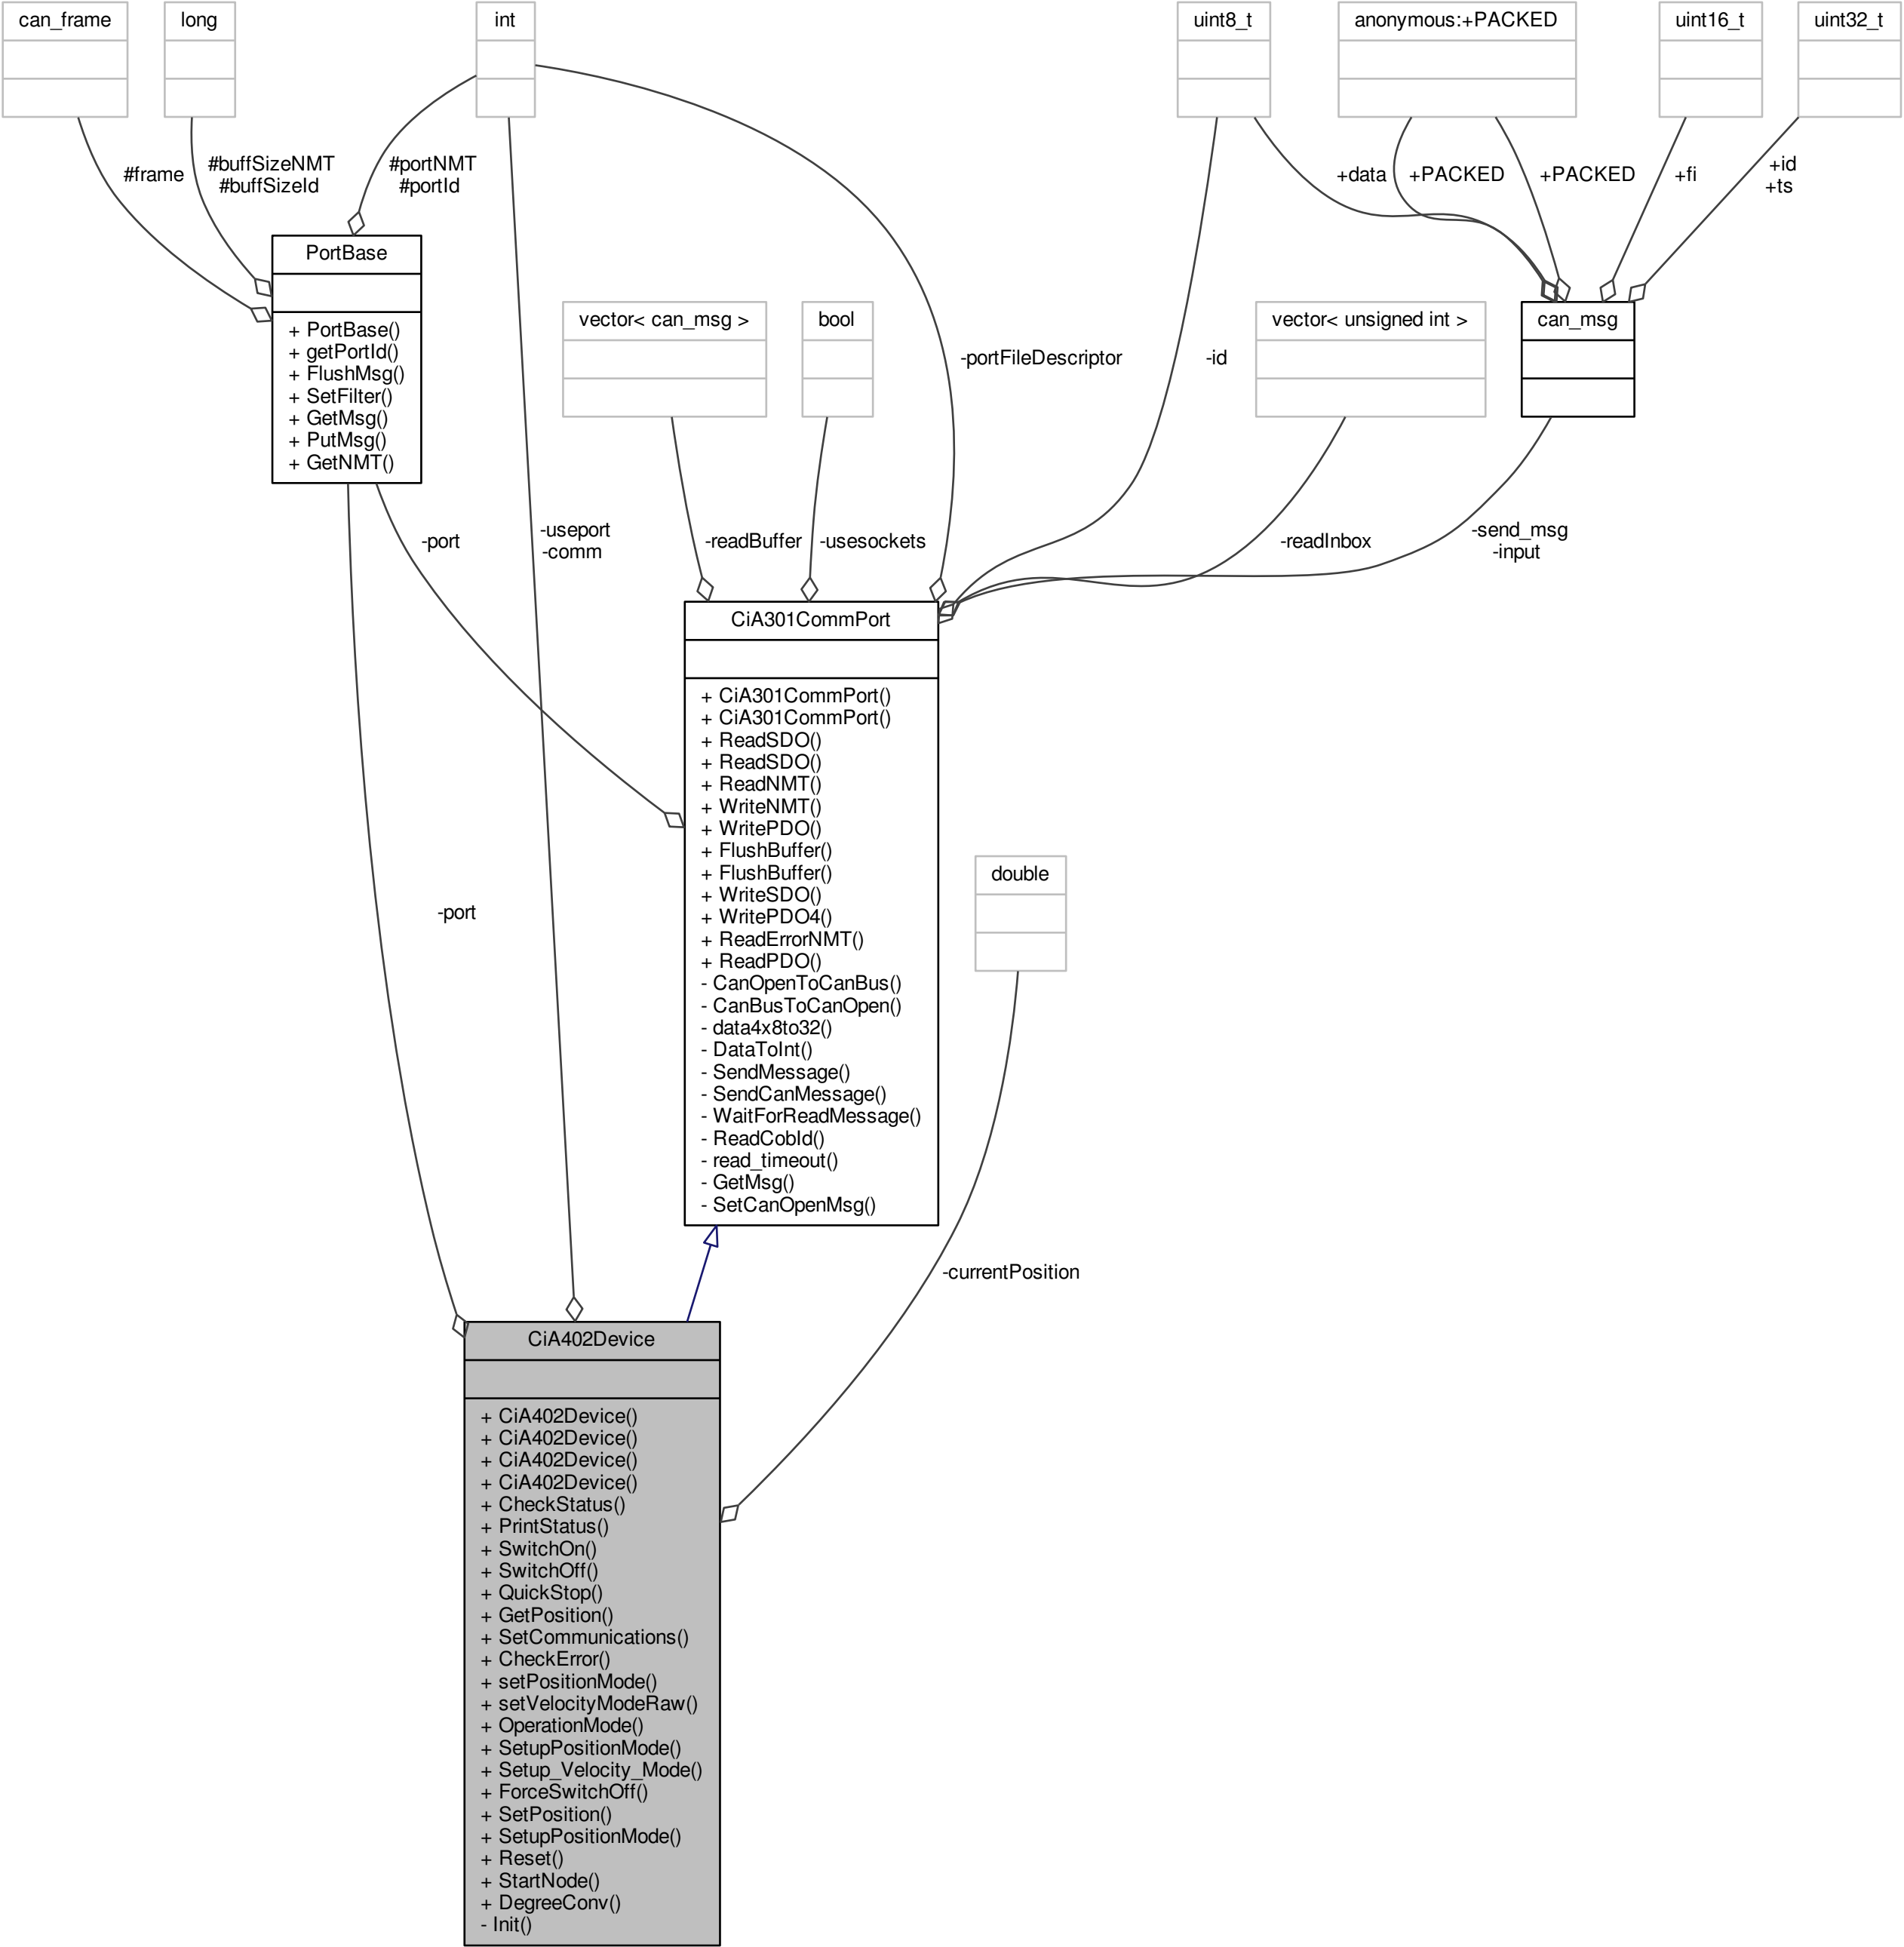 can_frame
long
int
uint8_t
anonymous:+PACKED
uint16_t
uint32_t
#frame
#buffSizeNMT
#buffSizeId
#portNMT
#portId
+data
+PACKED
+PACKED
+fi
+id
+ts
PortBase
+ PortBase()
+ getPortId()
+ FlushMsg()
+ SetFilter()
+ GetMsg()
+ PutMsg()
+ GetNMT()
vector< can_msg >
bool
-portFileDescriptor
-id
vector< unsigned int >
can_msg
-port
-useport
-comm
-readBuffer
-usesockets
-readInbox
-send_msg
-input
CiA301CommPort
+ CiA301CommPort()
+ CiA301CommPort()
+ ReadSDO()
+ ReadSDO()
+ ReadNMT()
+ WriteNMT()
+ WritePDO()
+ FlushBuffer()
+ FlushBuffer()
+ WriteSDO()
+ WritePDO4()
+ ReadErrorNMT()
+ ReadPDO()
- CanOpenToCanBus()
- CanBusToCanOpen()
- data4x8to32()
- DataToInt()
- SendMessage()
- SendCanMessage()
- WaitForReadMessage()
- ReadCobId()
- read_timeout()
- GetMsg()
- SetCanOpenMsg()
double
-port
-currentPosition
CiA402Device
+ CiA402Device()
+ CiA402Device()
+ CiA402Device()
+ CiA402Device()
+ CheckStatus()
+ PrintStatus()
+ SwitchOn()
+ SwitchOff()
+ QuickStop()
+ GetPosition()
+ SetCommunications()
+ CheckError()
+ setPositionMode()
+ setVelocityModeRaw()
+ OperationMode()
+ SetupPositionMode()
+ Setup_Velocity_Mode()
+ ForceSwitchOff()
+ SetPosition()
+ SetupPositionMode()
+ Reset()
+ StartNode()
+ DegreeConv()
- Init()